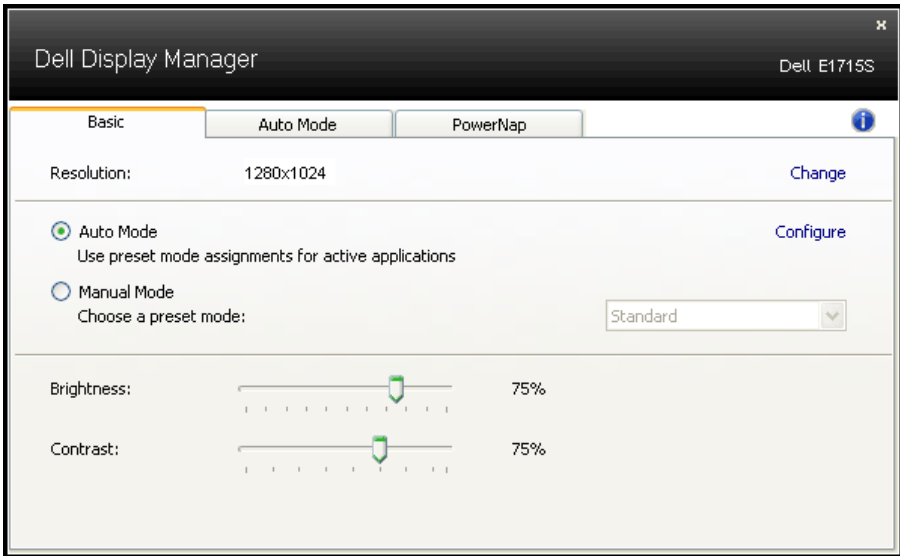 x
Dell Display Manager
Dell E1715S
Basic
Auto Mode
PowerNap
i
Resolution:
1280x1024
Change
Auto Mode
Configure
Use preset mode assignments for active applications
Manual Mode
Choose a preset mode:
Standard
Brightness:
75%
Contrast:
75%